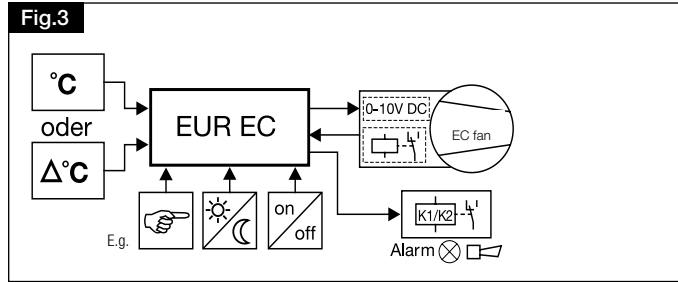 Fig.3
°C
oder
Δ°C
EUR EC
0-10V DC
EC fan
E.g.
on
off
K1/K2
Alarm